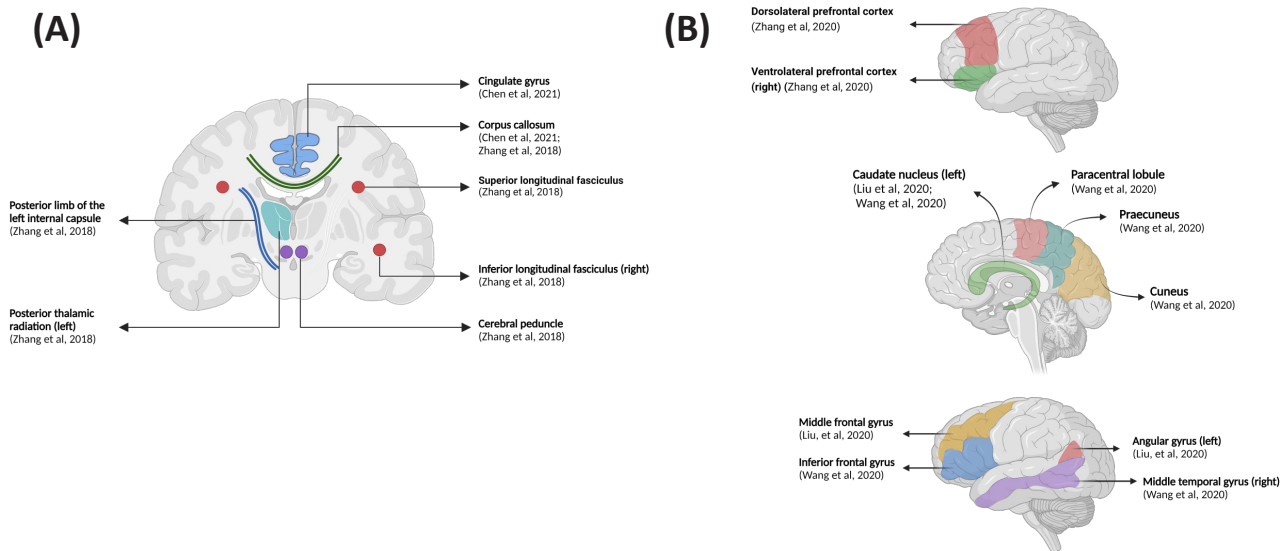 (A)
Cingulate gyrus
(Chen et al, 2021)
Corpus callosum
(Chen et al, 2021;
Zhang et al, 2018)
Superior longitudinal fasciculus
(Zhang et al, 2018)
Posterior limb of the
left internal capsule
(Zhang et al, 2018)
Inferior longitudinal fasciculus (right)
(Zhang et al, 2018)
Posterior thalamic
radiation (left)
(Zhang et al, 2018)
Cerebral peduncle
(Zhang et al, 2018)
(B)
Dorsolateral prefrontal cortex
(Zhang et al, 2020)
Ventrolateral prefrontal cortex
(right) (Zhang et al, 2020)
Caudate nucleus (left)
(Liu et al, 2020;
Wang et al, 2020)
Paracentral lobule
(Wang et al, 2020)
Praecuneus
(Wang et al, 2020)
Cuneus
(Wang et al, 2020)
Middle frontal gyrus
(Liu, et al, 2020)
Inferior frontal gyrus
(Wang et al, 2020)
Angular gyrus (left)
(Liu, et al, 2020)
Middle temporal gyrus (right)
(Wang et al, 2020)